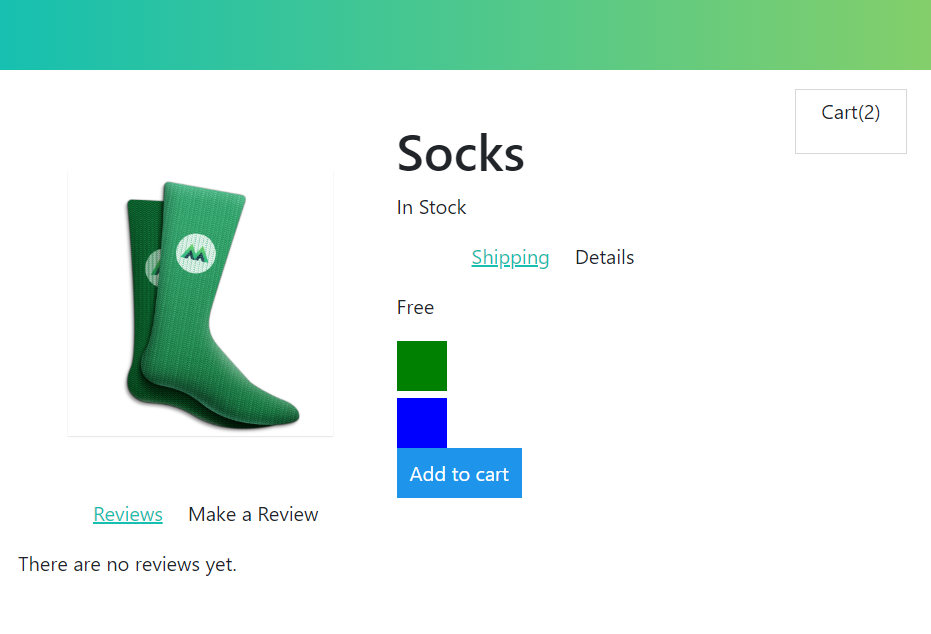 Cart(2)
Socks
In Stock
Shipping Details
Free
Add to cart
Reviews Make a Review
There are no reviews yet.